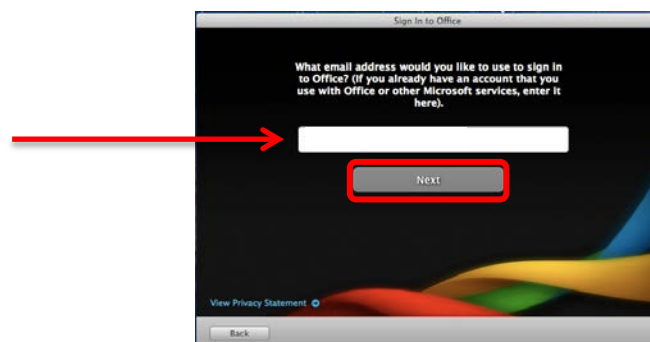 Sign In to Office
What email address would you like to use to sign in
to Office? (If you already have an account that you
use with Office or other Microsoft services, enter it
here).
Next
View Privacy Statement
Back